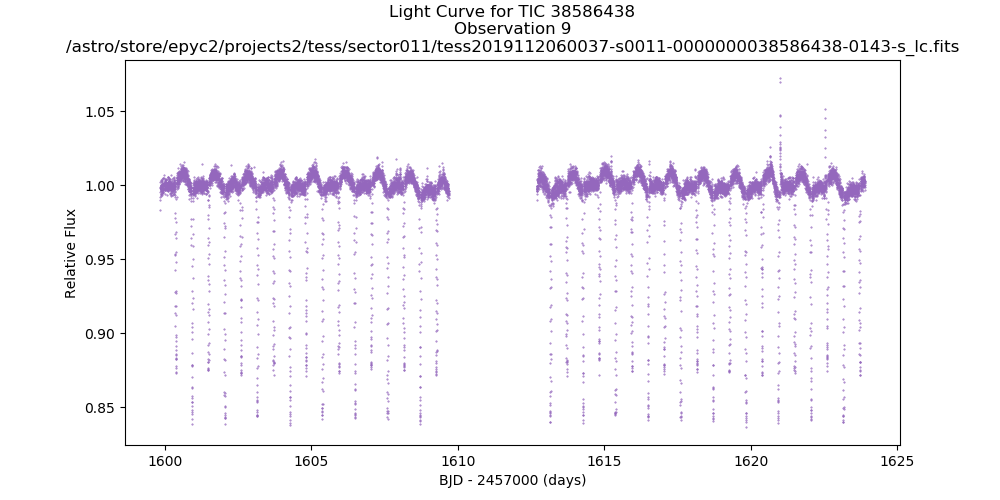 Light Curve for TIC 38586438
Observation 9
/astro/store/epyc2/projects2/tess/sector011/tess2019112060037-s0011-0000000038586438-0143-s_lc.fits
1.05
1.00
0.95
0.90
0.85
Relative Flux
1600
1605
1610
1615
1620
1625
BJD - 2457000 (days)